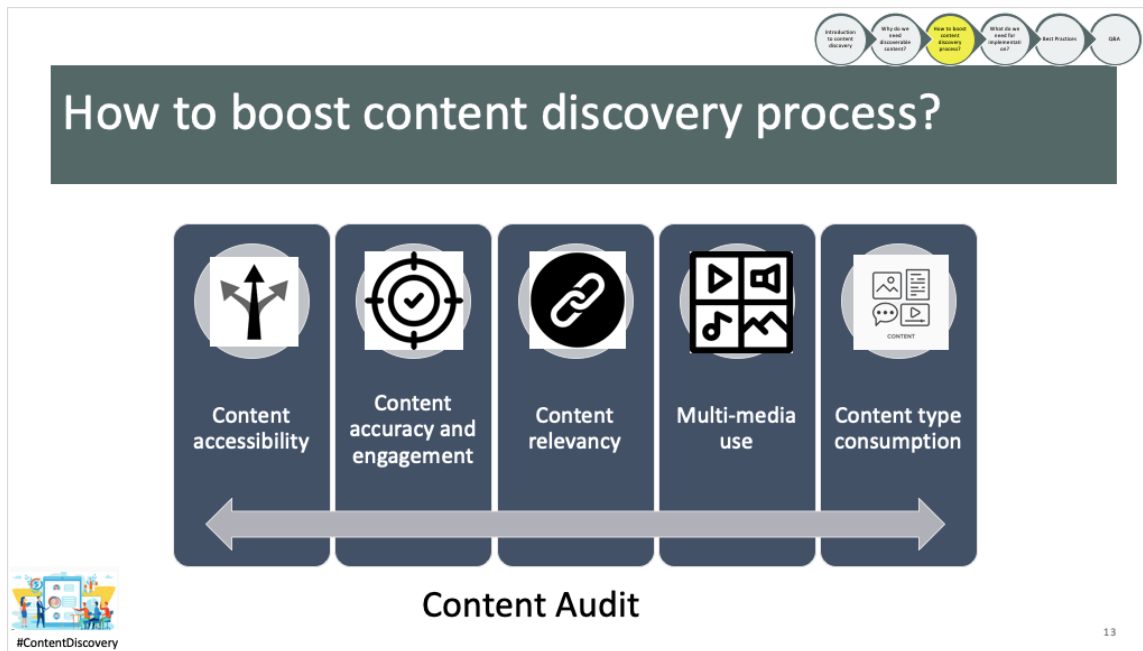 Introduction
to content
discovery
Why do we
need
discoverable
content?
How to boost
content
discovery
process?
What do we
need for
implementati
on?
Best Practices
Q&A
How to boost content discovery process?
CONTENT
Content
accessibility
Content
accuracy and
engagement
Content
relevancy
Multi-media
use
Content type
consumption
Content Audit
#ContentDiscovery
13